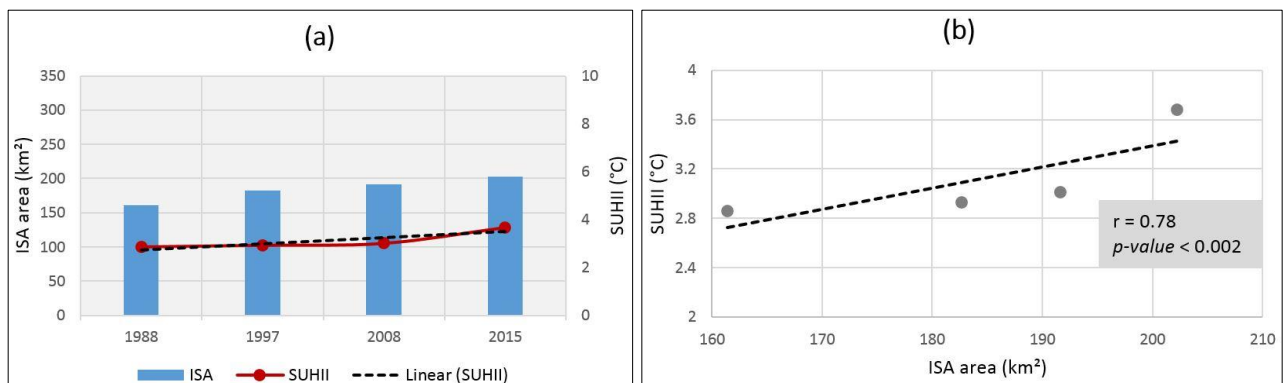 (a)
ISA area (km²)
350
300
250
200
150
100
50
0
10
8
6
4
2
0
SUHII (°C)
1988 1997 2008 2015
ISA SUHII Linear (SUHII)
(b)
SUHII (°C)
4
3.6
3.2
2.8
2.4
2
r = 0.78
p-value < 0.002
160 170 180 190 200 210
ISA area (km²)